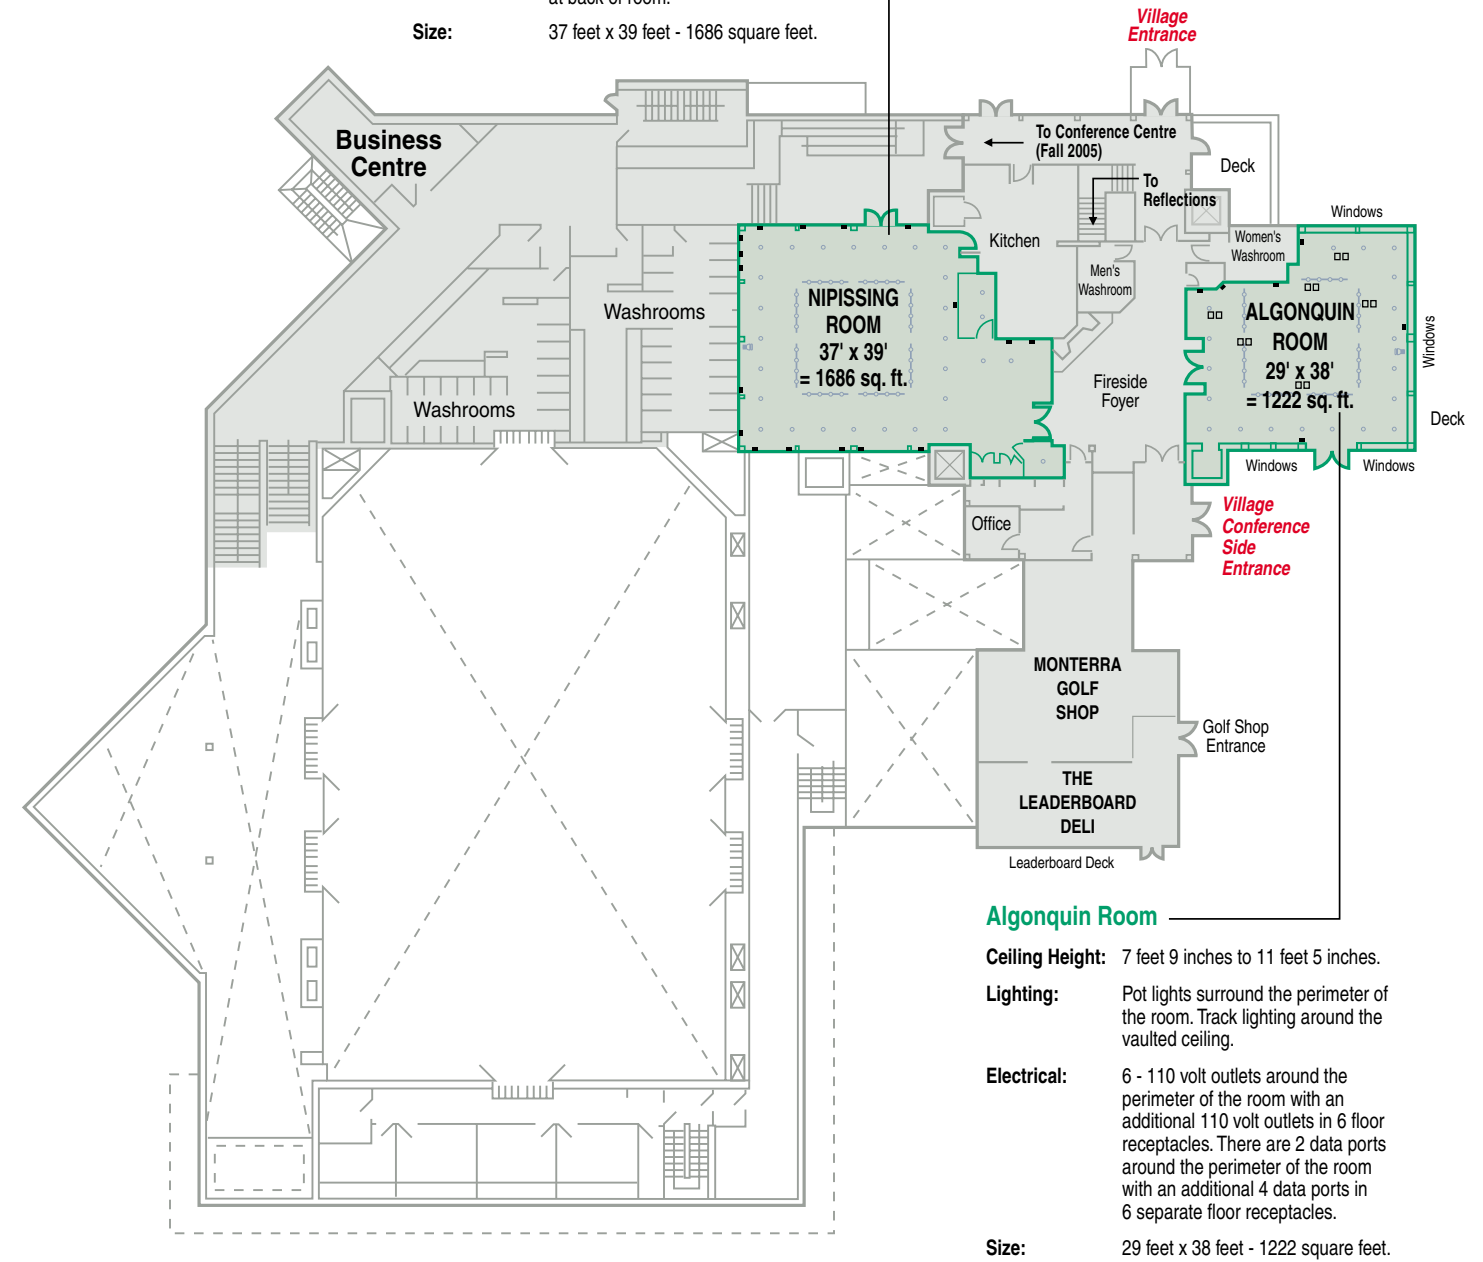 at back of room.
Size: 37 feet x 39 feet - 1686 square feet.
Village
Entrance
Business
Centre
To Conference Centre
(Fall 2005)
Deck
To
Reflections
Windows
Kitchen
Women's
Washroom
Men's
Washroom
Washrooms
NIPISSING
ROOM
37' x 39'
= 1686 sq. ft.
ALGONQUIN
ROOM
29' x 38'
= 1222 sq. ft.
Windows
Fireside
Foyer
Washrooms
Deck
Windows
Windows
Office
Village
Conference
Side
Entrance
MONTERRA
GOLF
SHOP
Golf Shop
Entrance
THE
LEADERBOARD
DELI
Leaderboard Deck
Algonquin Room
Ceiling Height: 7 feet 9 inches to 11 feet 5 inches.
Lighting: Pot lights surround the perimeter of
the room. Track lighting around the
vaulted ceiling.
Electrical: 6 - 110 volt outlets around the
perimeter of the room with an
additional 110 volt outlets in 6 floor
receptacles. There are 2 data ports
around the perimeter of the room
with an additional 4 data ports in
6 separate floor receptacles.
Size: 29 feet x 38 feet - 1222 square feet.